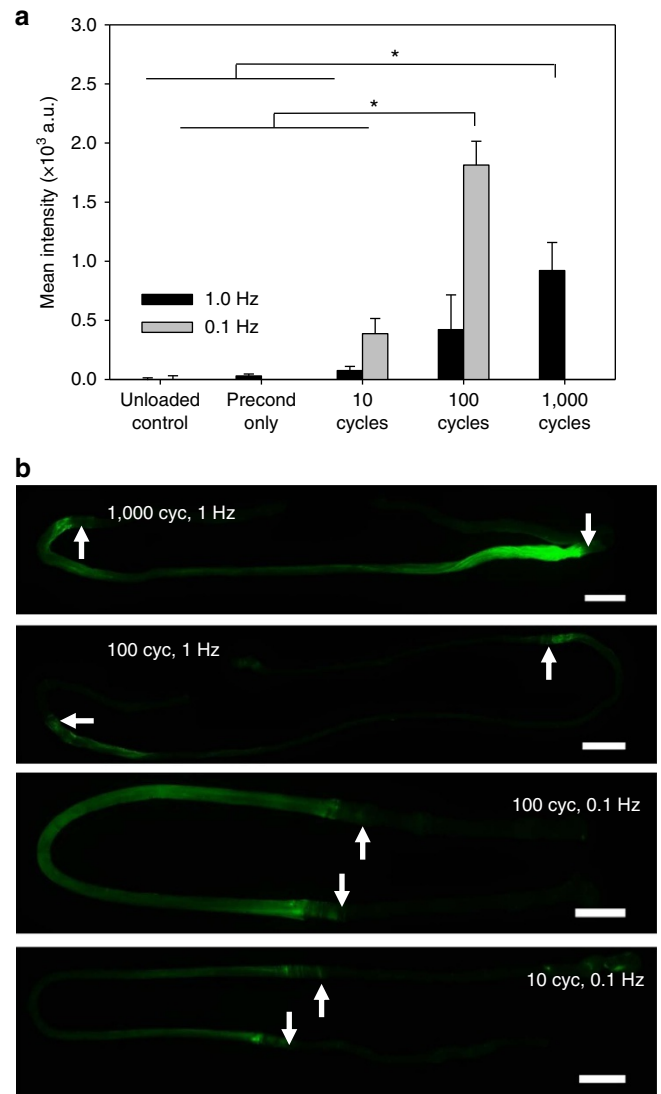 a
3.0
2.5
2.0
1.5
1.0
0.5
0.0
Mean intensity (×10³ a.u.)
*
*
1.0 Hz
0.1 Hz
Unloaded control
Precond only
10 cycles
100 cycles
1,000 cycles
b
1,000 cyc, 1 Hz
100 cyc, 1 Hz
100 cyc, 0.1 Hz
10 cyc, 0.1 Hz